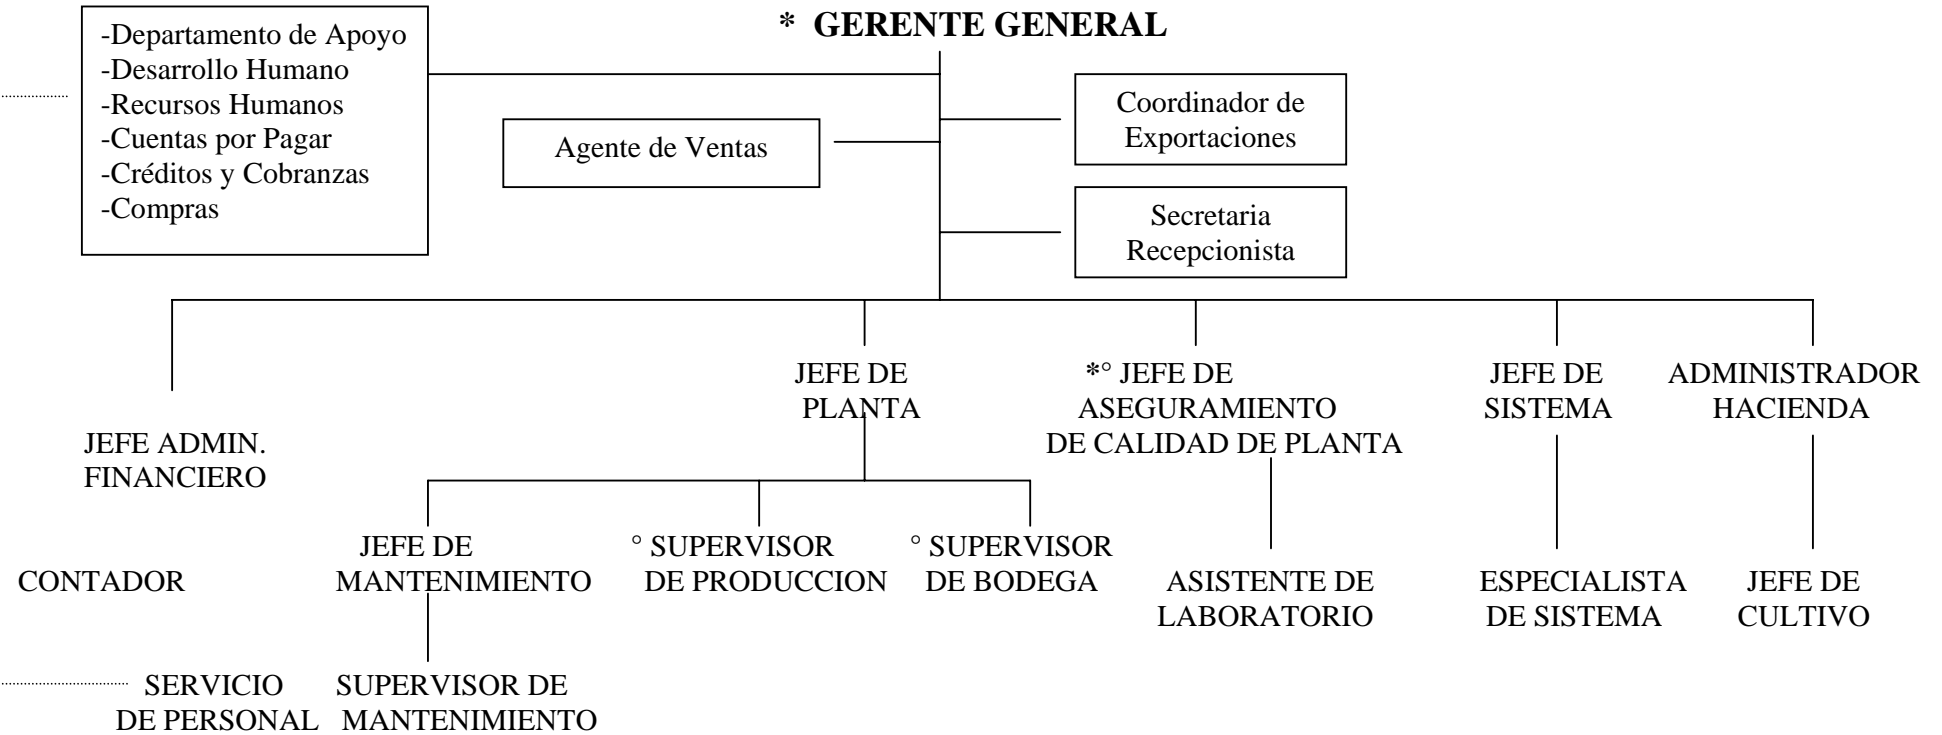 * GERENTE GENERAL
-Departamento de Apoyo
-Desarrollo Humano
-Recursos Humanos
-Cuentas por Pagar
-Créditos y Cobranzas
-Compras
Agente de Ventas
Coordinador de
Exportaciones
Secretaria
Recepcionista
JEFE ADMIN.
FINANCIERO
JEFE DE
PLANTA
*° JEFE DE
ASEGURAMIENTO
DE CALIDAD DE PLANTA
JEFE DE
SISTEMA
ADMINISTRADOR
HACIENDA
CONTADOR
JEFE DE
MANTENIMIENTO
° SUPERVISOR
DE PRODUCCION
° SUPERVISOR
DE BODEGA
ASISTENTE DE
LABORATORIO
ESPECIALISTA
DE SISTEMA
JEFE DE
CULTIVO
SERVICIO
DE PERSONAL
SUPERVISOR DE
MANTENIMIENTO